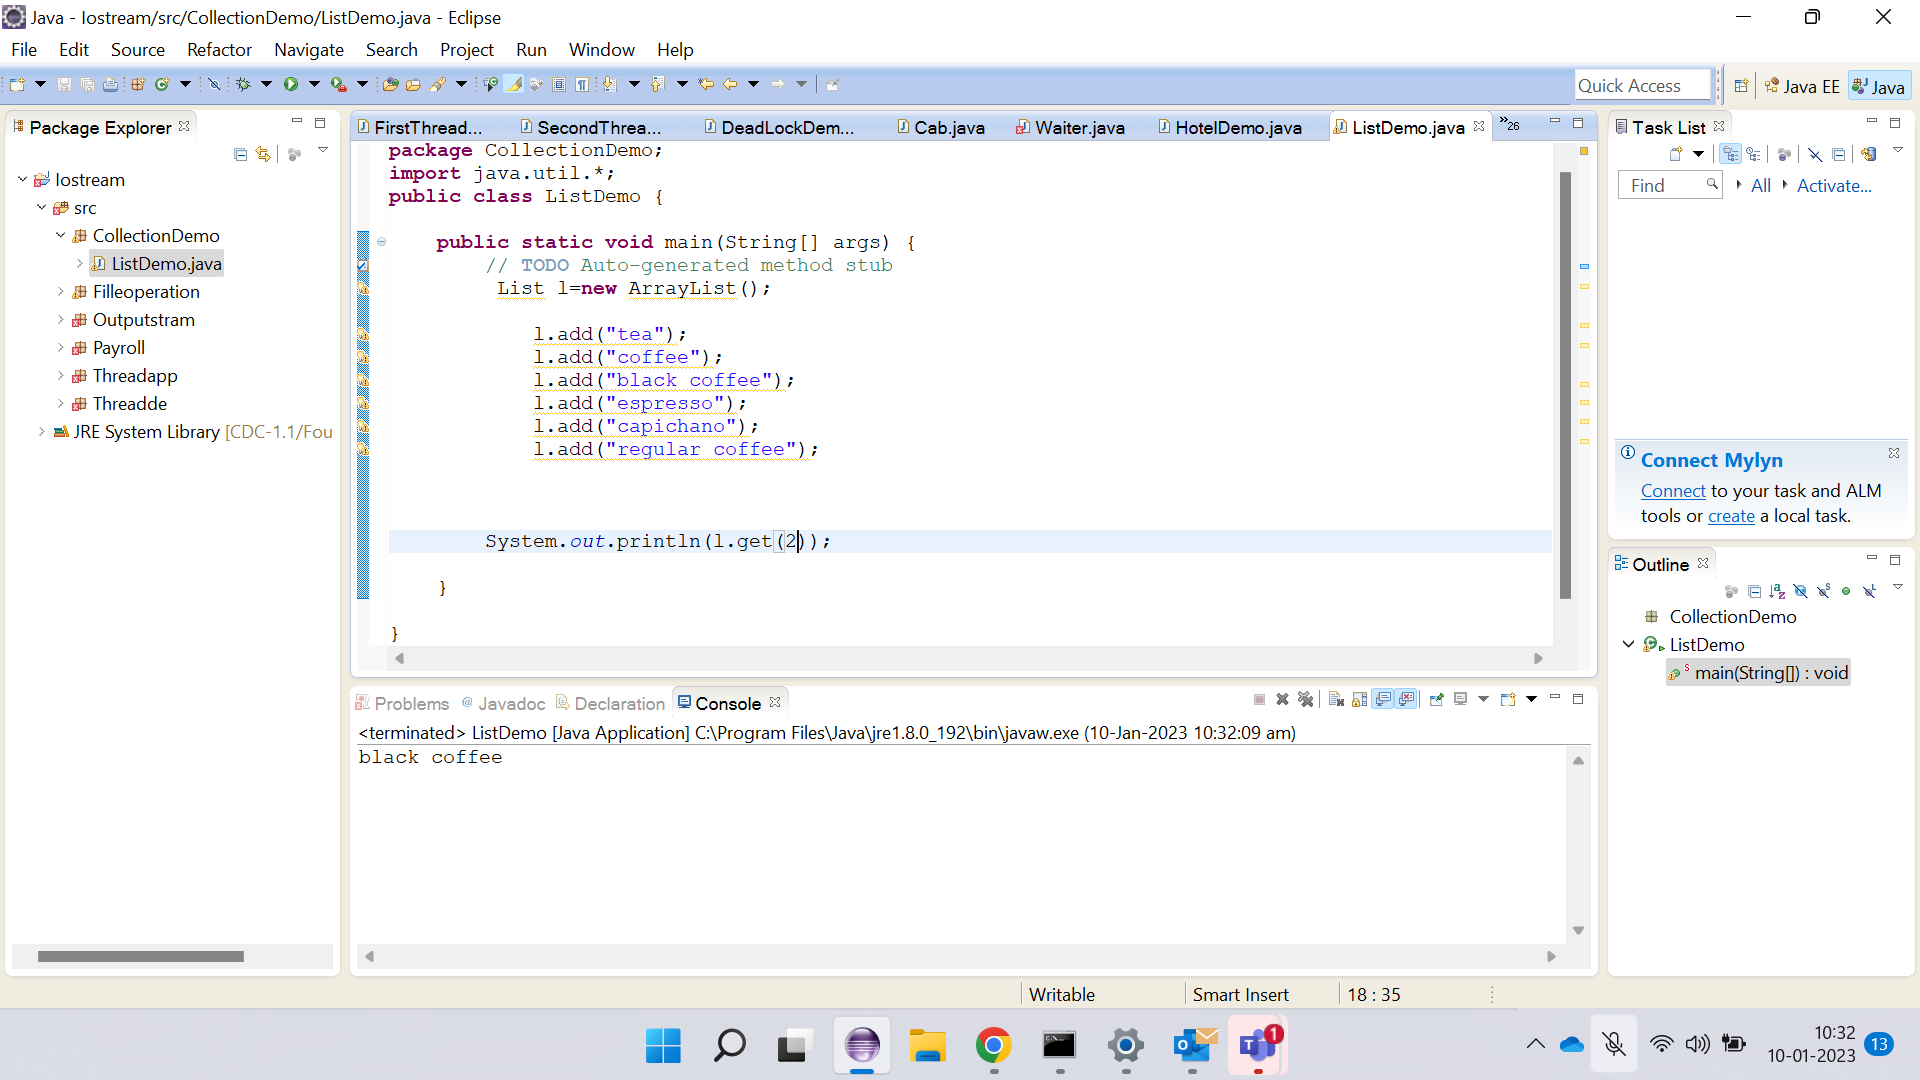 Java - Iostream/src/CollectionDemo/ListDemo.java - Eclipse
File Edit Source Refactor Navigate Search Project Run Window Help
Quick Access Java EE Java
Package Explorer
Iostream
src
CollectionDemo
ListDemo.java
Filleoperation
Outputstram
Payroll
Threadapp
Threadde
JRE System Library [CDC-1.1/Fou
FirstThread... SecondThrea... DeadLockDem... Cab.java Waiter.java HotelDemo.java ListDemo.java »26
package CollectionDemo;
import java.util.*;
public class ListDemo {
public static void main(String[] args) {
// TODO Auto-generated method stub
List l=new ArrayList();
l.add("tea");
l.add("coffee");
l.add("black coffee");
l.add("espresso");
l.add("capichano");
l.add("regular coffee");
System.out.println(l.get(2));
}
}
Problems @ Javadoc Declaration Console
<terminated> ListDemo [Java Application] C:\Program Files\Java\jre1.8.0_192\bin\javaw.exe (10-Jan-2023 10:32:09 am)
black coffee
Task List
Find All Activate...
Connect Mylyn
Connect to your task and ALM
tools or create a local task.
Outline
CollectionDemo
ListDemo
main(String[]) : void
Writable Smart Insert 18 : 35
1
10:32
10-01-2023
13